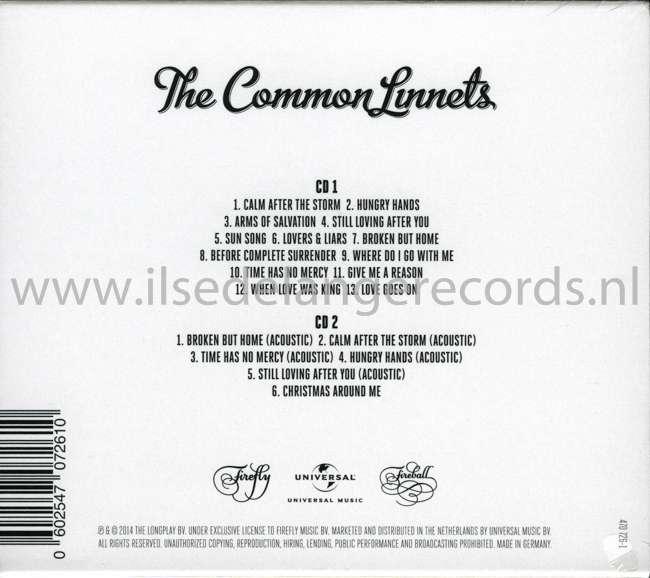 The Common Linnets
CD 1
1. CALM AFTER THE STORM 2. HUNGRY HANDS
3. ARMS OF SALVATION 4. STILL LOVING AFTER YOU
5. SUN SONG 6. LOVERS & LIARS 7. BROKEN BUT HOME
8. BEFORE COMPLETE SURRENDER 9. WHERE DO I GO WITH ME
10. TIME HAS NO MERCY 11. GIVE ME A REASON
www.ilsedelangerecords.nl
12. WHEN LOVE WAS KING 13. LOVE GOES ON
CD 2
1. BROKEN BUT HOME (ACOUSTIC) 2. CALM AFTER THE STORM (ACOUSTIC)
3. TIME HAS NO MERCY (ACOUSTIC) 4. HUNGRY HANDS (ACOUSTIC)
5. STILL LOVING AFTER YOU (ACOUSTIC)
6. CHRISTMAS AROUND ME
0 602547 072610
Firefly
UNIVERSAL
UNIVERSAL MUSIC
Fireball
470 726-1
℗ & © 2014 THE LONGPLAY BV. UNDER EXCLUSIVE LICENSE TO FIREFLY MUSIC BV. MARKETED AND DISTRIBUTED IN THE NETHERLANDS BY UNIVERSAL MUSIC BV.
ALL RIGHTS RESERVED. UNAUTHORIZED COPYING, REPRODUCTION, HIRING, LENDING, PUBLIC PERFORMANCE AND BROADCASTING PROHIBITED. MADE IN GERMANY.